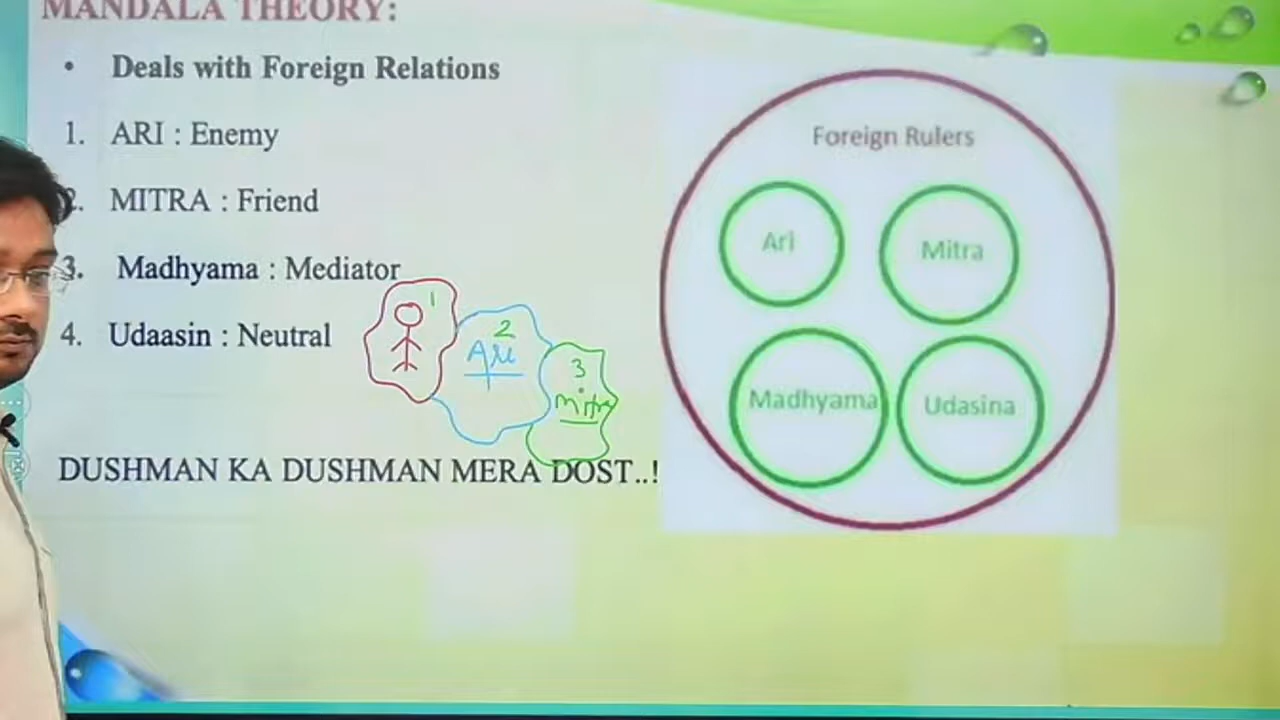 MANDALA THEORY:
• Deals with Foreign Relations
1. ARI : Enemy
2. MITRA : Friend
3. Madhyama : Mediator
4. Udaasin : Neutral
1
2
Ari
3
mitra
DUSHMAN KA DUSHMAN MERA DOST..!
Foreign Rulers
Ari
Mitra
Madhyama
Udasina